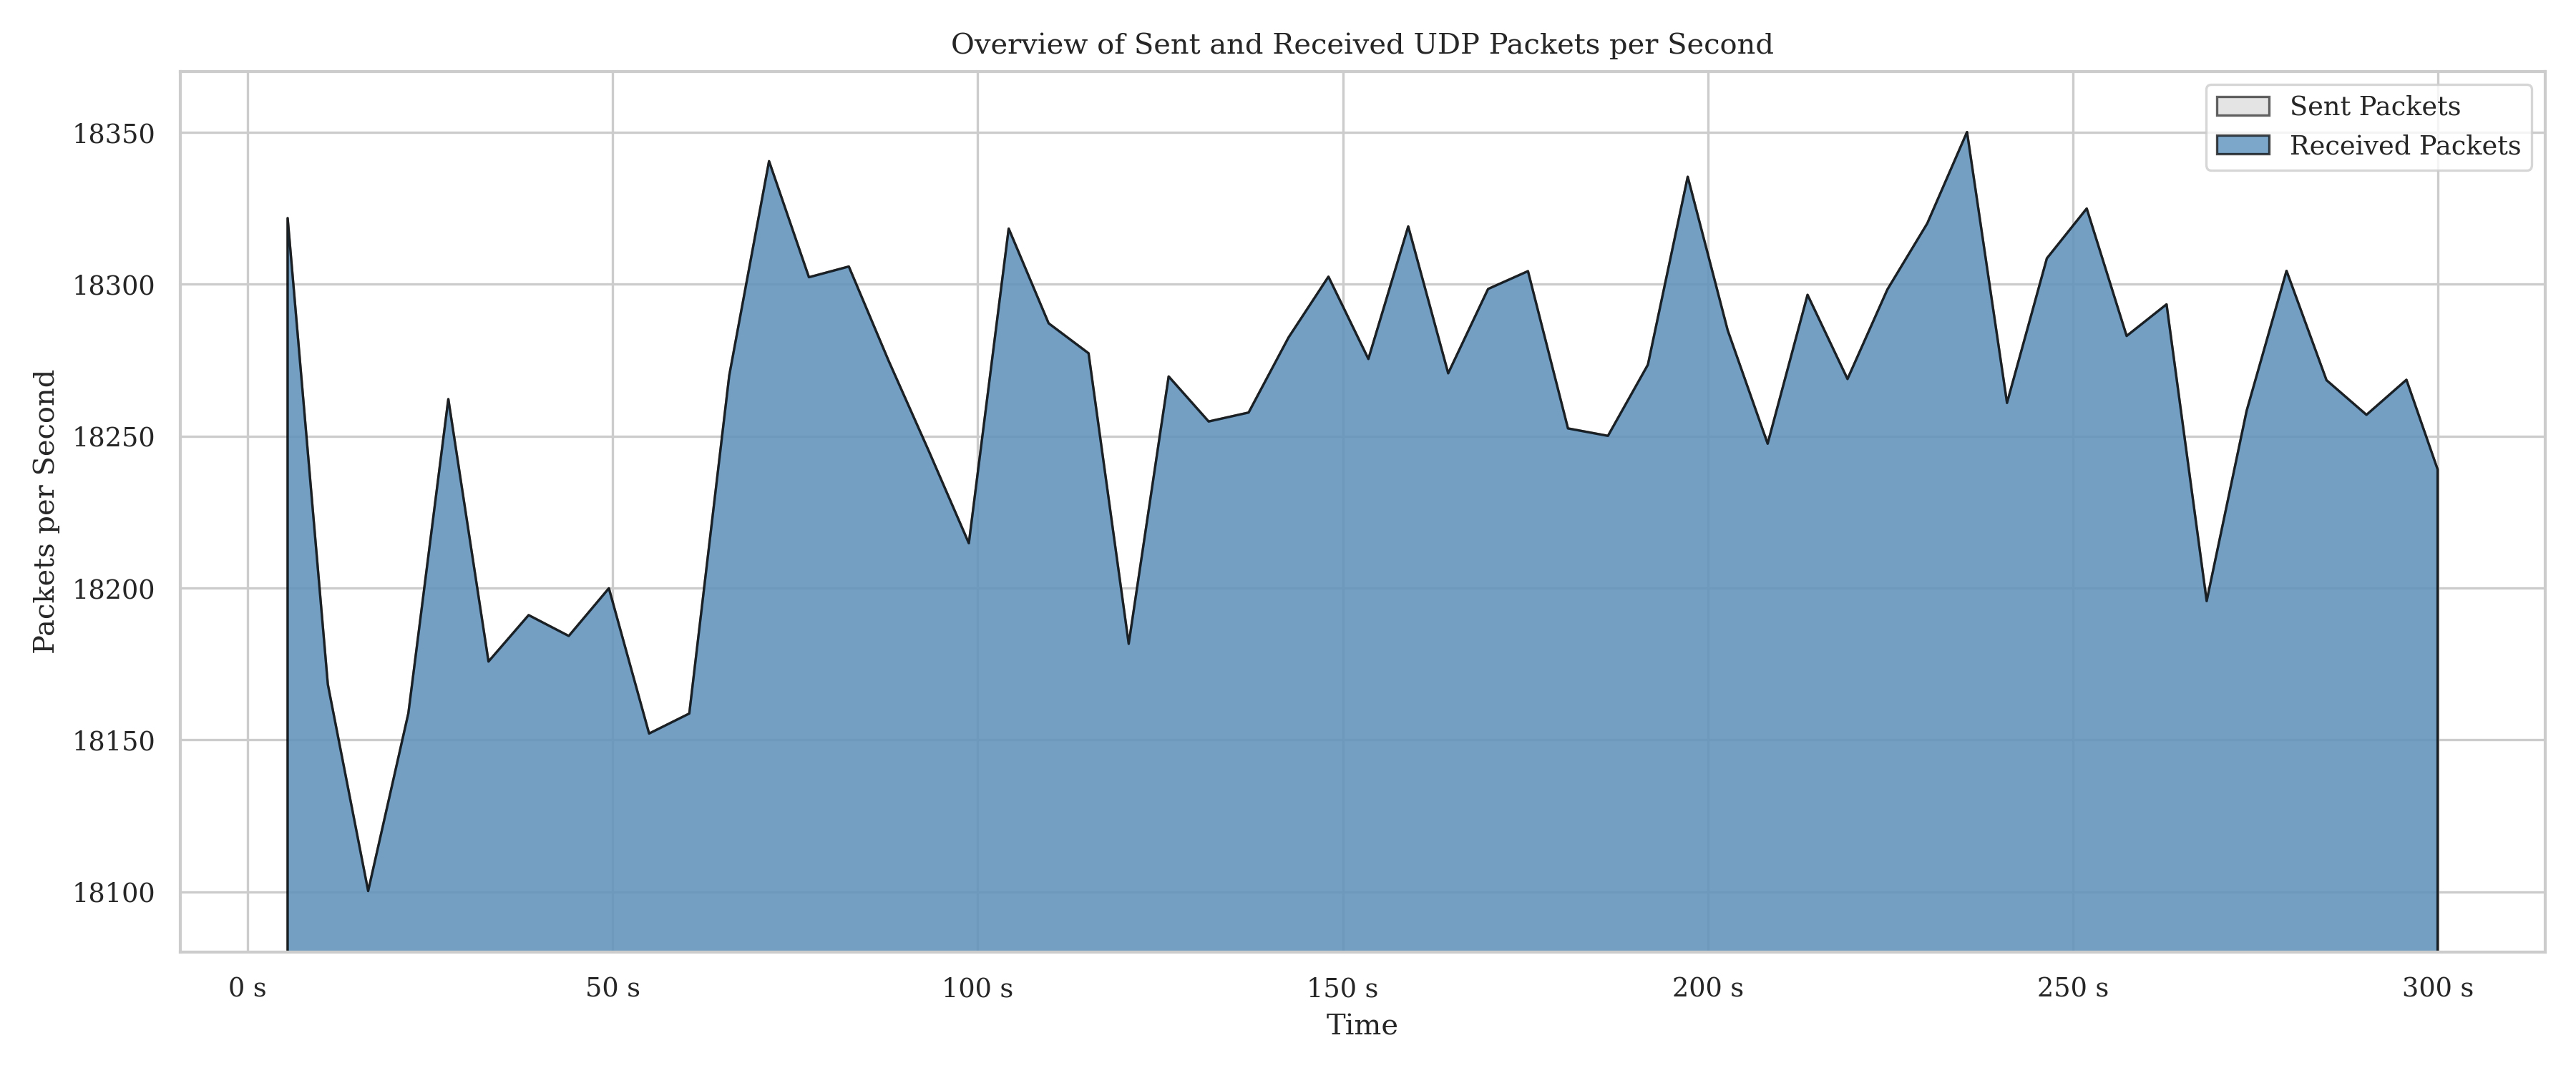 Overview of Sent and Received UDP Packets per Second
Sent Packets
Received Packets
Packets per Second
18350
18300
18250
18200
18150
18100
0 s
50 s
100 s
150 s
200 s
250 s
300 s
Time